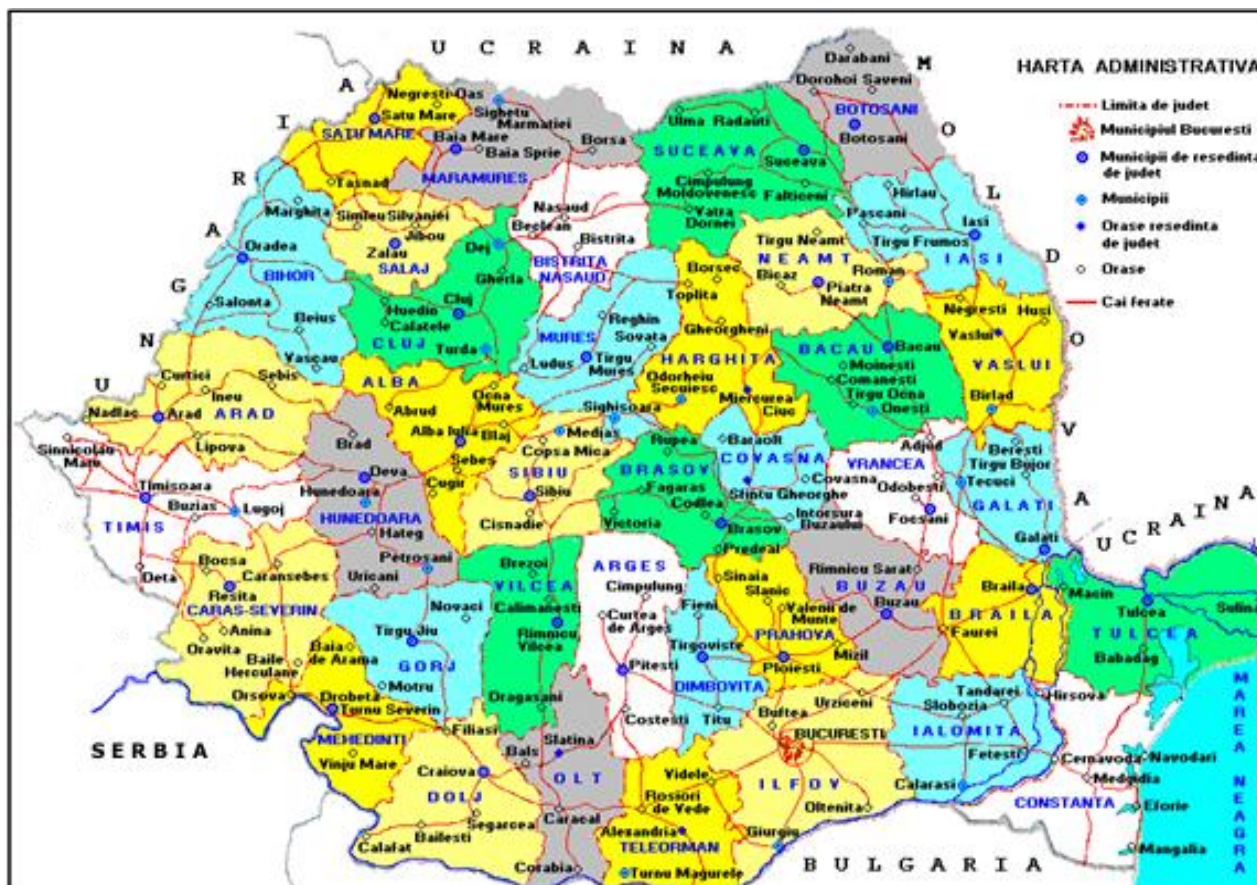 UCRAINA
HARTA ADMINISTRATIVA
Limita de judet
Municipiul Bucuresti
Municipii de resedinta
de judet
Municipii
Orase resedinta
de judet
Orase
Cai ferate
UNGARIA
MOLDOVA
UCRAINA
MAREA NEAGRA
SERBIA
BULGARIA
SATU MARE
Negresti-Oas
Satu Mare
Tasnad
MARAMURES
Sighetu
Marmatiei
Baia Mare
Baia Sprie
Borsa
SUCEAVA
Ulma
Radauti
Suceava
Cimpulung
Moldovenesc
Falticeni
Vatra
Dornei
BOTOSANI
Darabani
Dorohoi
Saveni
Botosani
IASI
Hirlau
Pascani
Iasi
Tirgu Frumos
BIHOR
Marghita
Oradea
Salonta
Beius
Vascau
SALAJ
Simleu Silvaniei
Jibou
Zalau
CLUJ
Dej
Gherla
Huedin
Cluj
Calatele
Turda
BISTRITA
NASAUD
Nasaud
Beclean
Bistrita
MURES
Reghin
Sovata
Ludus
Tirgu
Mures
Sighisoara
HARGHITA
Borsec
Toplita
Gheorgheni
Odorheiu
Secuiesc
Miercurea
Ciuc
NEAMT
Tirgu Neamt
Bicaz
Roman
Piatra
Neamt
BACAU
Bacau
Moinesti
Comanesti
Tirgu Ocna
Onesti
VASLUI
Negresti
Husi
Vaslui
Birlad
ARAD
Curtici
Sebis
Ineu
Nadlac
Arad
Lipova
ALBA
Abrud
Ocna
Mures
Alba Iulia
Blaj
Sebes
Cugir
SIBIU
Medias
Copsa Mica
Sibiu
Cisnadie
BRASOV
Rupea
Fagaras
Codlea
Victoria
Brasov
Predeal
COVASNA
Baraolt
Covasna
Sfintu Gheorghe
Intorsura
Buzaului
VRANCEA
Adjud
Odobesti
Focsani
GALATI
Beresti
Tirgu Bujor
Tecuci
Galati
TIMIS
Sinnicolau
Maru
Timisoara
Buzias
Lugoj
Deta
HUNEDOARA
Brad
Deva
Hunedoara
Hateg
Petrosani
Uricani
CARAS-SEVERIN
Bocsa
Caransebes
Resita
Anina
Oravita
Baile
Herculane
GORJ
Novaci
Tirgu Jiu
Motru
MEHEDINTI
Baia
de Arama
Orsova
Drobeta
Turnu Severin
Vinju Mare
VILCEA
Brezoi
Calimanesti
Rimnicu
Vilcea
Dragasani
ARGES
Cimpulung
Curtea
de Arges
Pitesti
Costesti
DIMBOVITA
Fieni
Tirgoviste
Titu
PRAHOVA
Sinaia
Slanic
Valenii de
Munte
Ploiesti
Mizil
BUZAU
Rimnicu Sarat
Buzau
BRAILA
Braila
Faurei
TULCEA
Macin
Tulcea
Sulina
Babadag
DOLJ
Filiasi
Craiova
Segarcea
Bailesti
Calafat
OLT
Slatina
Bals
Caracal
Corabia
TELEORMAN
Videle
Rosiori
de Vede
Alexandria
Turnu Magurele
ILFOV
Urziceni
Buftea
BUCURESTI
Oltenita
Giurgiu
IALOMITA
Tandarei
Slobozia
Fetesti
Calarasi
CONSTANTA
Hirsova
Cernavoda
Navodari
Medgidia
Eforie
Mangalia